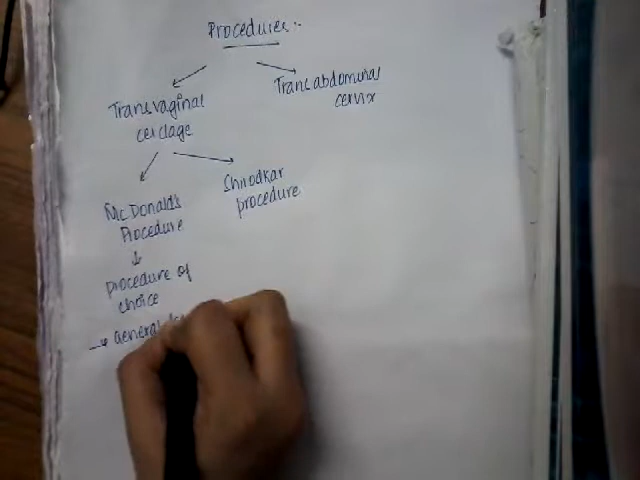 Procedures:-
Transvaginal
cerclage
Transabdominal
cervix
McDonald's
Procedure
Shirodkar
procedure
↓
procedure of
choice
→ general